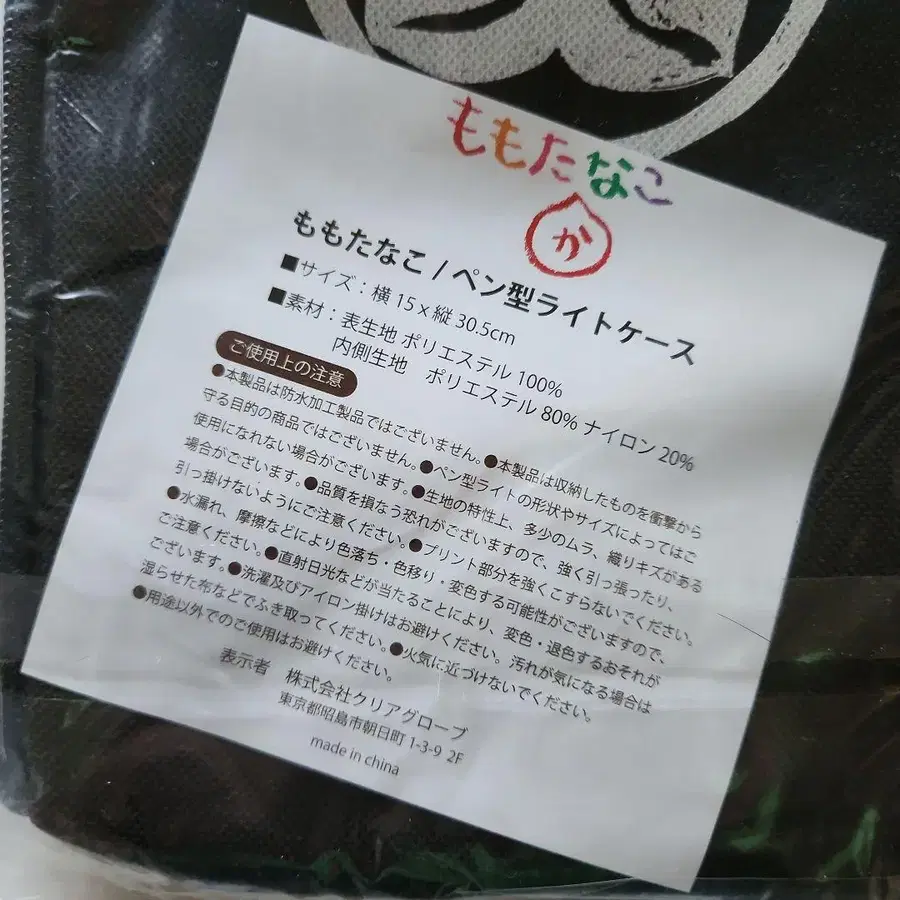 ももたなこ
か
ももたなこ / ペン型ライトケース
■サイズ：横 15 x 縦 30.5cm
■素材：表生地 ポリエステル 100%
内側生地　ポリエステル 80% ナイロン 20%
ご使用上の注意
●本製品は防水加工製品ではございません。●本製品は収納したものを衝撃から
守る目的の商品ではございません。●ペン型ライトの形状やサイズによってはご
使用になれない場合がございます。●生地の特性上、多少のムラ、織りキズがある
場合がございます。●品質を損なう恐れがございますので、強く引っ張ったり、
引っ掛けないようにご注意ください。●プリント部分を強くこすらないでください。
●水漏れ、摩擦などにより色落ち・色移り・変色する可能性がございますので、
ご注意ください。●直射日光などが当たることにより、変色・退色するおそれが
ございます。●洗濯及びアイロン掛けはお避けください。汚れが気になる場合は
湿らせた布などでふき取ってください。●火気に近づけないでください。
●用途以外でのご使用はお避けください。
表示者　株式会社クリアグローブ
東京都昭島市朝日町 1-3-9 2F
made in china